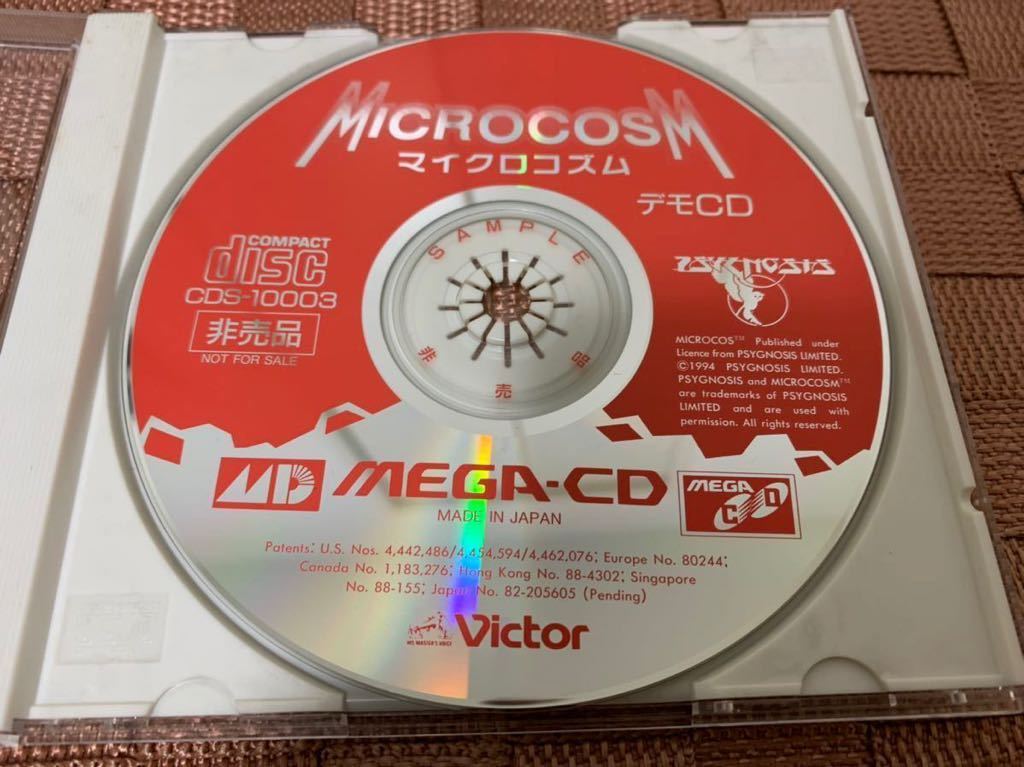 MICROCOSM
マイクロコズム
デモCD
COMPACT
disc
CDS-10003
非売品
NOT FOR SALE
SAMPLE
非売品
PSYGNOSIS
MICROCOS™ Published under
Licence from PSYGNOSIS LIMITED.
©1994 PSYGNOSIS LIMITED.
PSYGNOSIS and MICROCOSM™
are trademarks of PSYGNOSIS
LIMITED and are used with
permission. All rights reserved.
MD MEGA-CD
MEGA
CD
MADE IN JAPAN
Patents: U.S. Nos. 4,442,486/4,454,594/4,462,076; Europe No. 80244;
Canada No. 1,183,276; Hong Kong No. 88-4302; Singapore
No. 88-155; Japan No. 82-205605 (Pending)
HIS MASTER'S VOICE
Victor